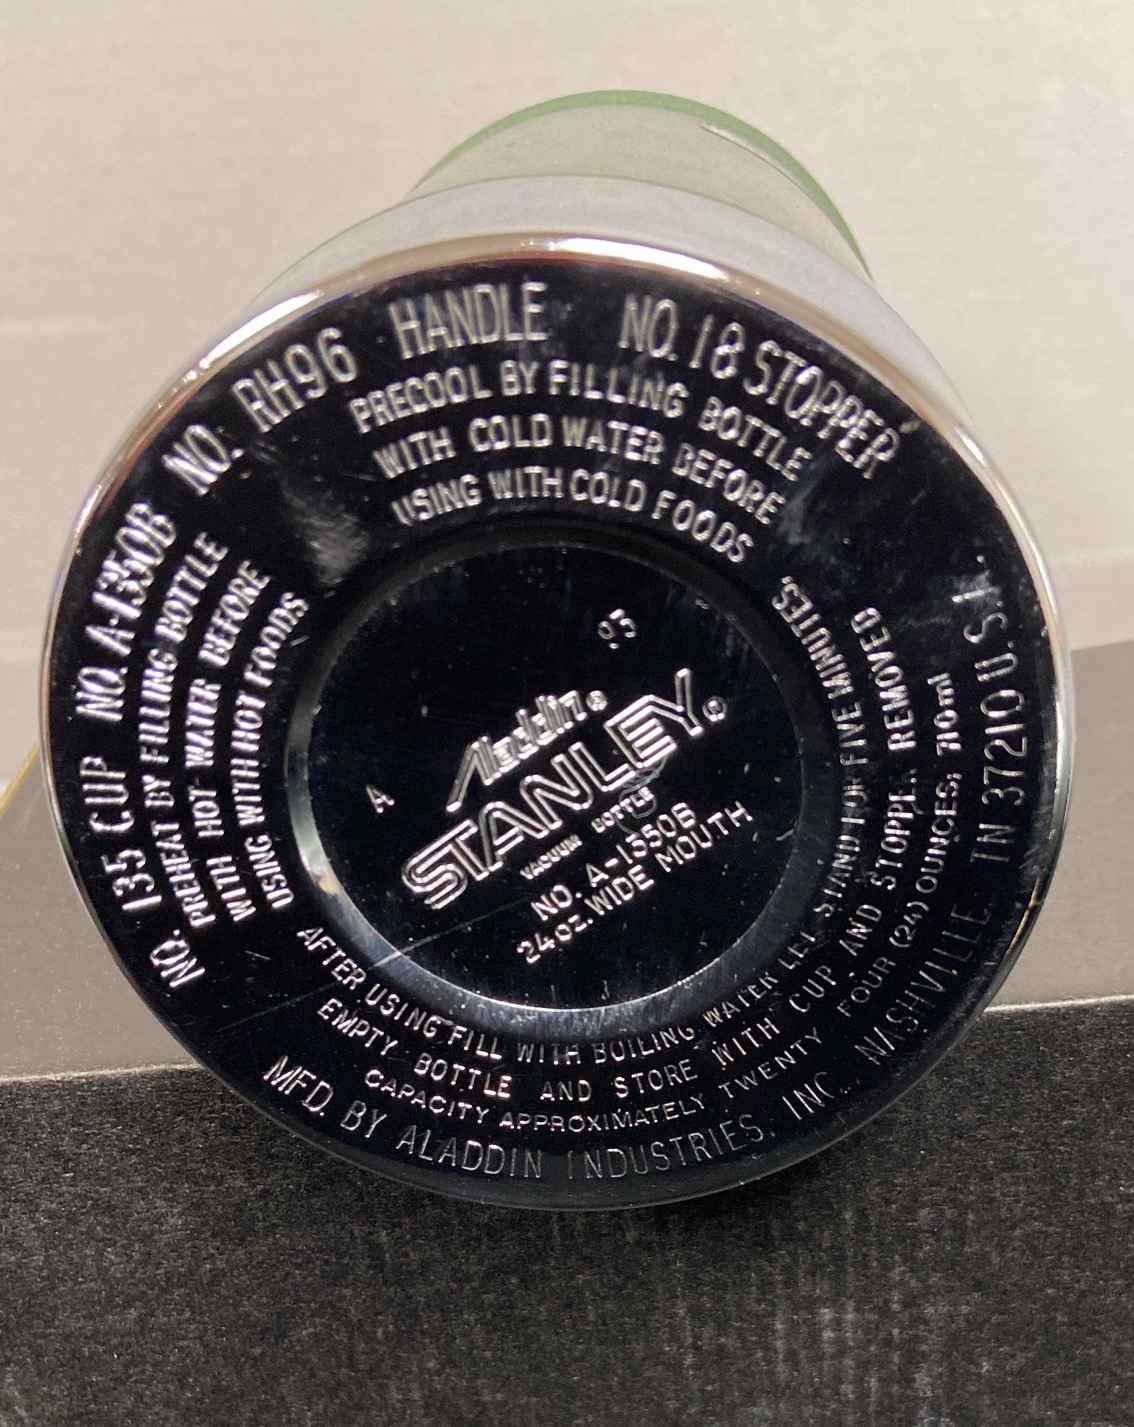 NO. 135 CUP NO. A-1350B NO. RH96 HANDLE NO. 18 STOPPER
PRECOOL BY FILLING BOTTLE
WITH COLD WATER BEFORE
USING WITH COLD FOODS
PREHEAT BY FILLING BOTTLE
WITH HOT WATER BEFORE
USING WITH HOT FOODS
95
A
Aladdin®
STANLEY®
VACUUM BOTTLE
NO. A-1350B
24 oz. WIDE MOUTH
AFTER USING FILL WITH BOILING WATER LET STAND FOR FIVE MINUTES.
EMPTY BOTTLE AND STORE WITH CUP AND STOPPER REMOVED
CAPACITY APPROXIMATELY TWENTY FOUR (24) OUNCES; 710ml
MFD. BY ALADDIN INDUSTRIES, INC., NASHVILLE, TN 37210 U.S.A.